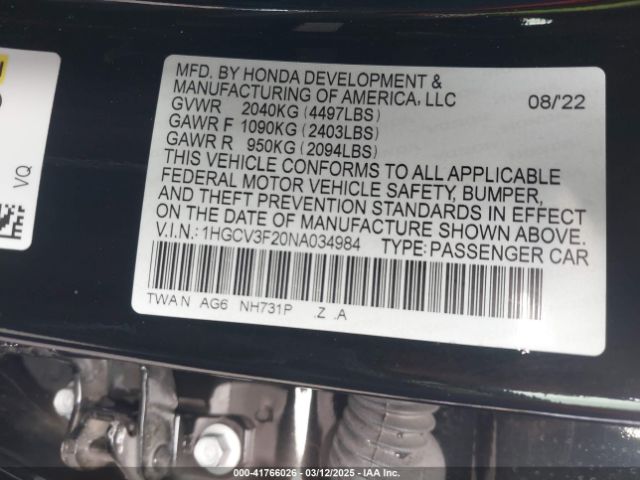 MFD. BY HONDA DEVELOPMENT &
MANUFACTURING OF AMERICA, LLC 08/'22
GVWR 2040KG (4497LBS)
GAWR F 1090KG (2403LBS)
GAWR R 950KG (2094LBS)
THIS VEHICLE CONFORMS TO ALL APPLICABLE
FEDERAL MOTOR VEHICLE SAFETY, BUMPER,
AND THEFT PREVENTION STANDARDS IN EFFECT
ON THE DATE OF MANUFACTURE SHOWN ABOVE.
V.I.N.: 1HGCV3F20NA034984 TYPE: PASSENGER CAR
TWA N AG6 NH731P .Z .A
VQ
000-41766026 - 03/12/2025 - IAA Inc.